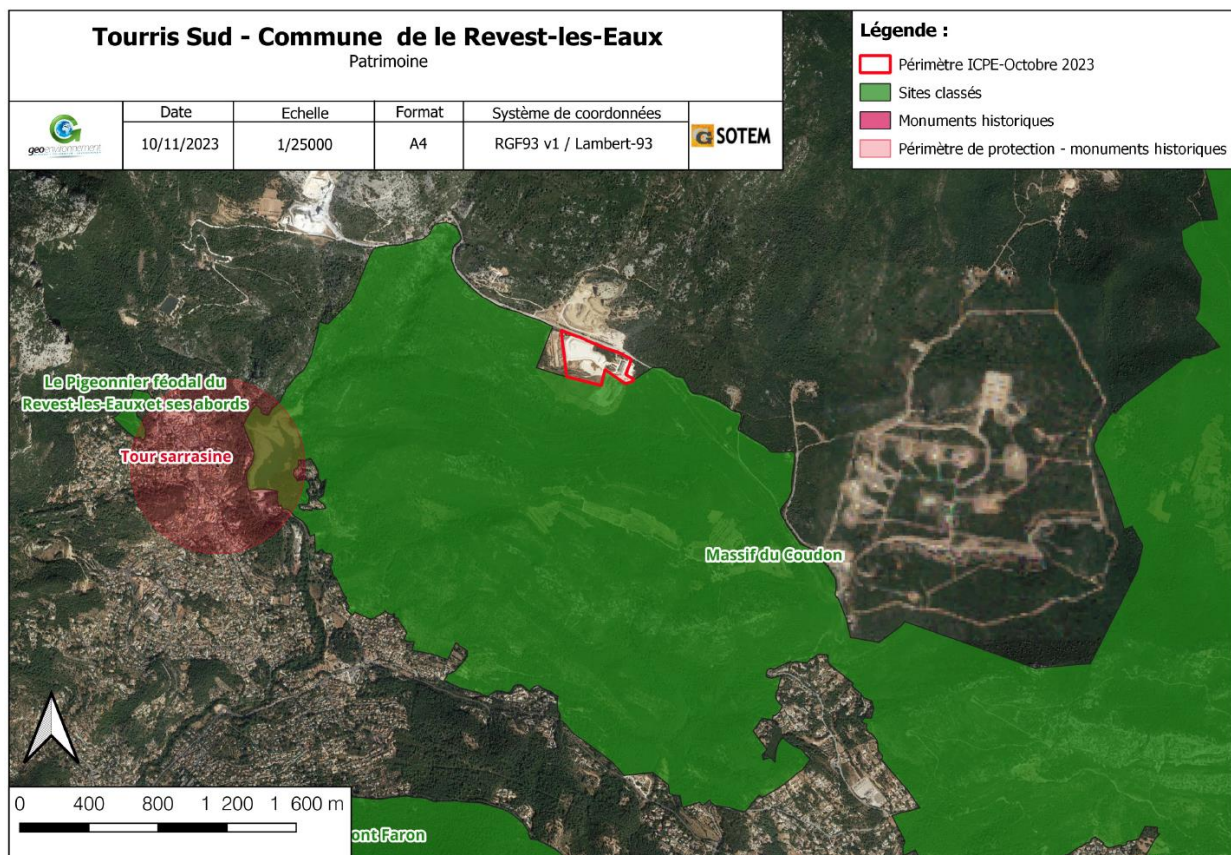 Tourris Sud - Commune de le Revest-les-Eaux
Patrimoine
geoenvironnement
Date
Echelle
Format
Système de coordonnées
10/11/2023
1/25000
A4
RGF93 v1 / Lambert-93
G SOTEM
Légende :
Périmètre ICPE-Octobre 2023
Sites classés
Monuments historiques
Périmètre de protection - monuments historiques
Le Pigeonnier féodal du
Revest-les-Eaux et ses abords
Tour sarrasine
Massif du Coudon
0 400 800 1 200 1 600 m
ont Faron